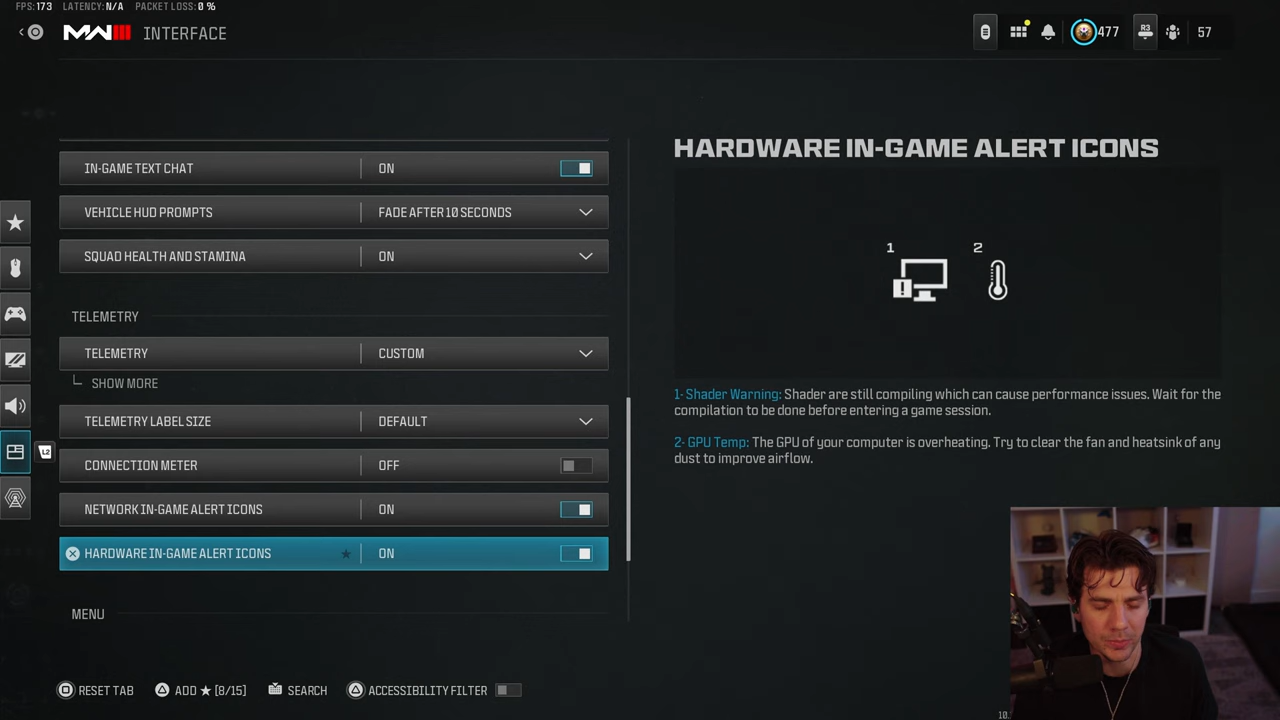 FPS: 173 LATENCY: N/A PACKET LOSS: 0 %
MWIII INTERFACE
477
R3
57
IN-GAME TEXT CHAT ON
VEHICLE HUD PROMPTS FADE AFTER 10 SECONDS
SQUAD HEALTH AND STAMINA ON
TELEMETRY
TELEMETRY CUSTOM
SHOW MORE
TELEMETRY LABEL SIZE DEFAULT
L2
CONNECTION METER OFF
NETWORK IN-GAME ALERT ICONS ON
HARDWARE IN-GAME ALERT ICONS ON
MENU
HARDWARE IN-GAME ALERT ICONS
1 2
1- Shader Warning: Shader are still compiling which can cause performance issues. Wait for the
compilation to be done before entering a game session.
2- GPU Temp: The GPU of your computer is overheating. Try to clear the fan and heatsink of any
dust to improve airflow.
RESET TAB ADD ★ [8/15] SEARCH ACCESSIBILITY FILTER
10.